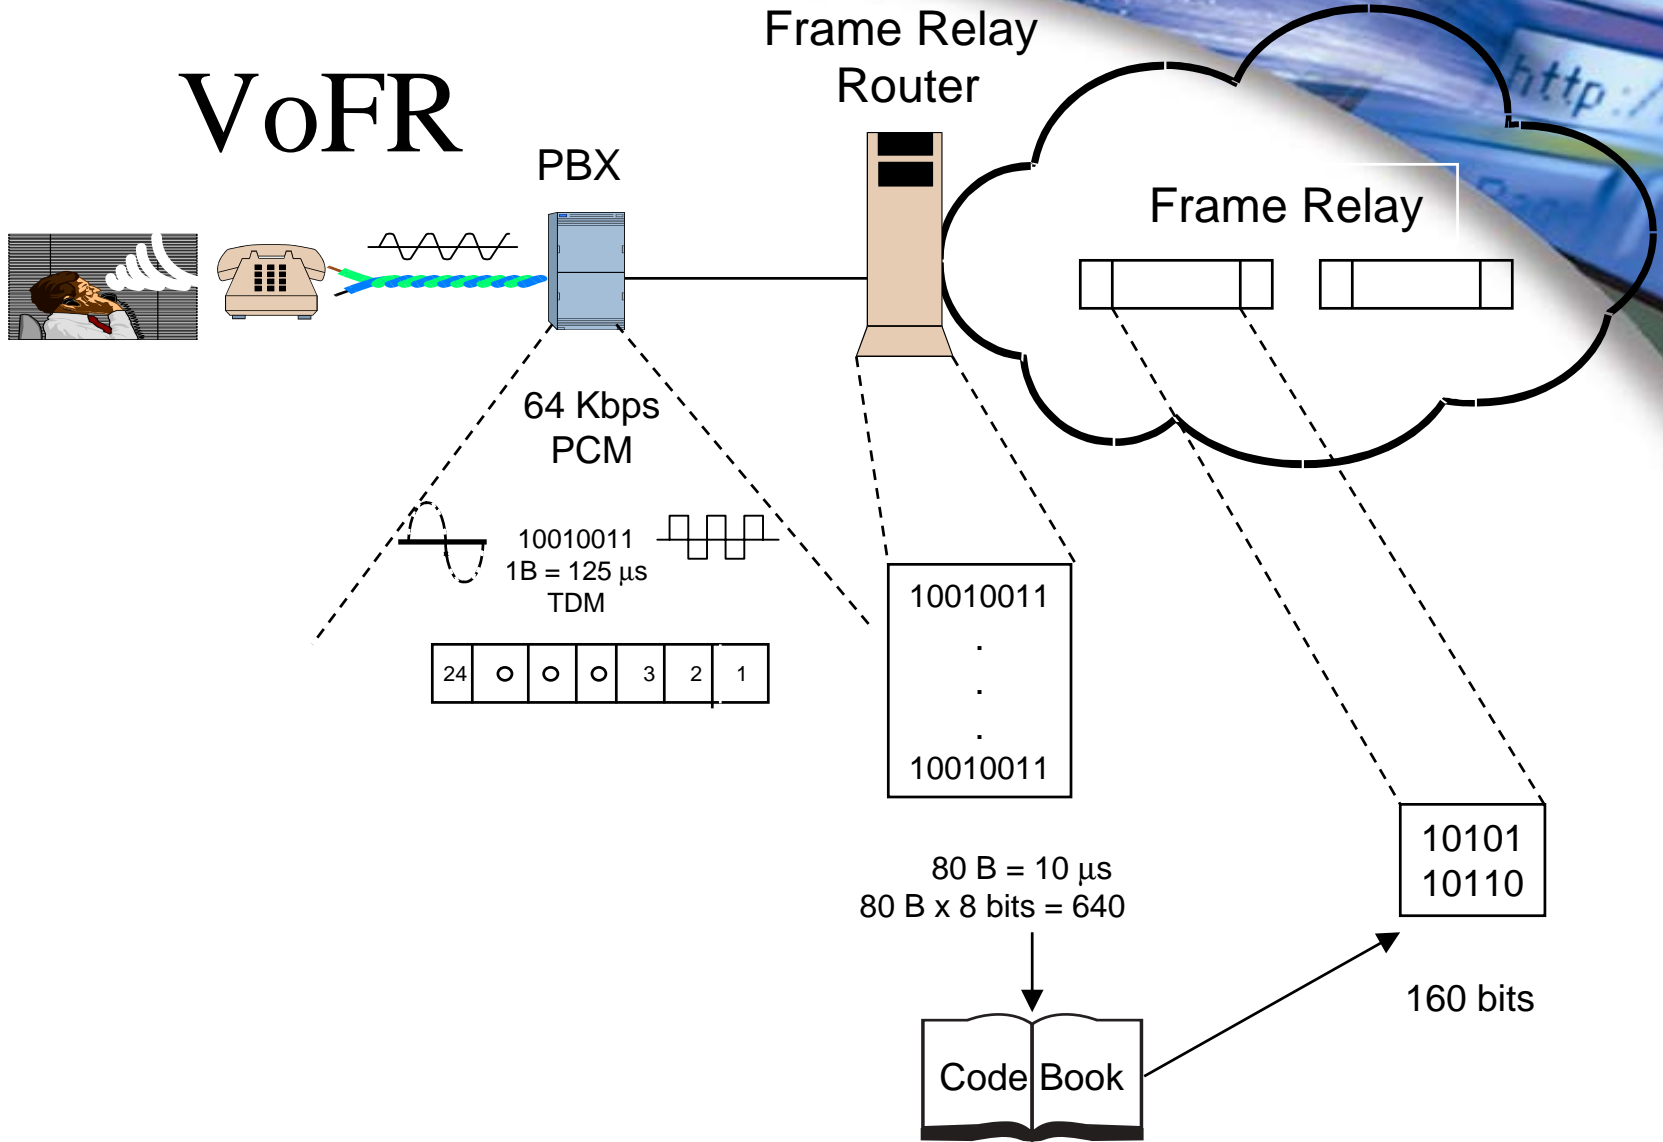 Frame Relay
Router
http:/
VoFR
PBX
Frame Relay
64 Kbps
PCM
10010011
1B = 125 μs
TDM
24 3 2 1
10010011
.
.
.
10010011
10101
10110
80 B = 10 μs
80 B x 8 bits = 640
160 bits
Code Book